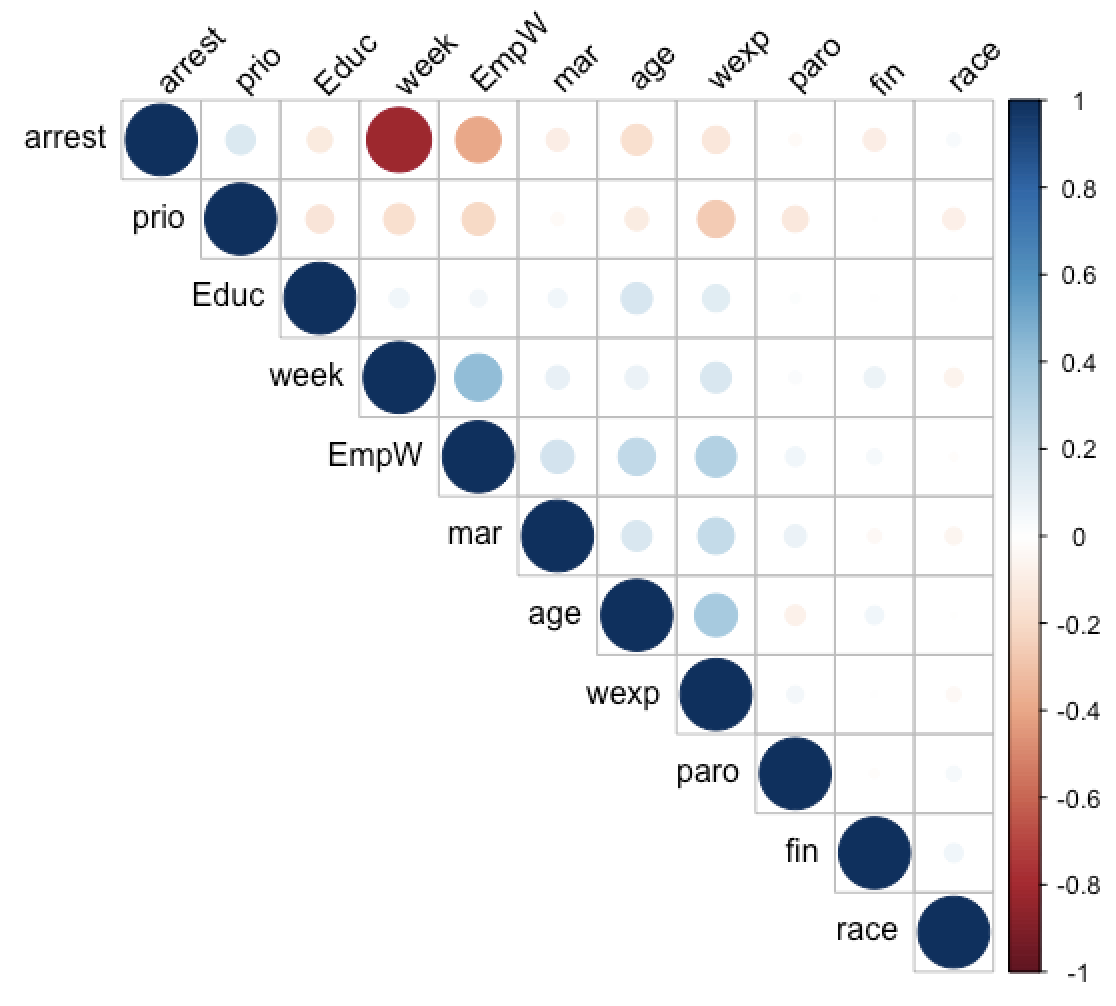 arrest prio Educ week EmpW mar age wexp paro fin race
arrest
prio
Educ
week
EmpW
mar
age
wexp
paro
fin
race
1
0.8
0.6
0.4
0.2
0
-0.2
-0.4
-0.6
-0.8
-1